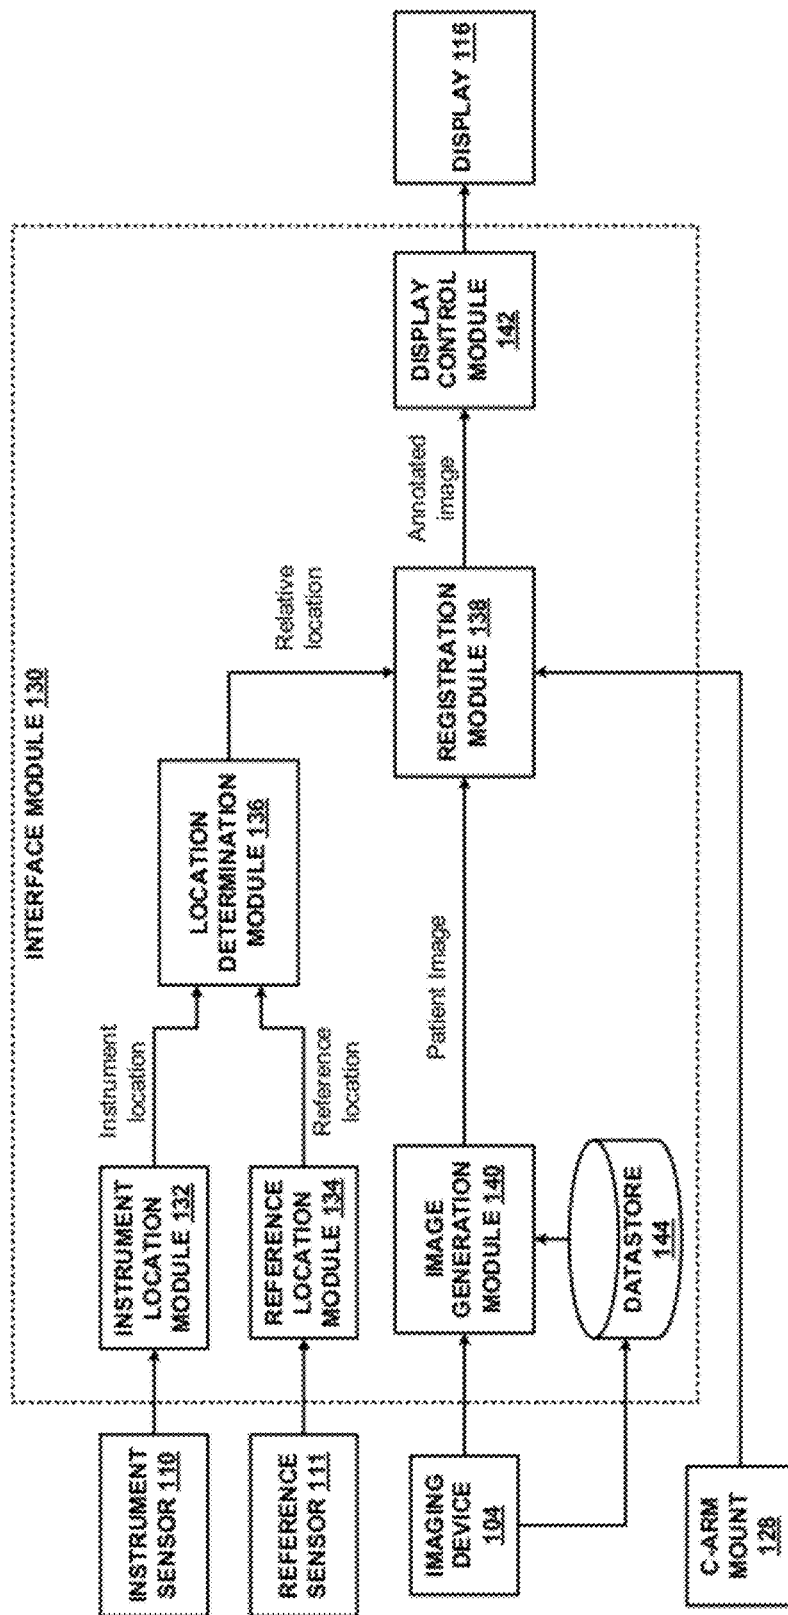 INTERFACE MODULE 130
INSTRUMENT
SENSOR 110
INSTRUMENT
LOCATION
MODULE 132
Instrument
location
REFERENCE
SENSOR 111
REFERENCE
LOCATION
MODULE 134
Reference
location
LOCATION
DETERMINATION
MODULE 136
Relative
location
IMAGING
DEVICE
104
IMAGE
GENERATION
MODULE 140
Patient Image
REGISTRATION
MODULE 138
Annotated
image
DISPLAY
CONTROL
MODULE
142
DISPLAY 116
DATASTORE
144
C-ARM
MOUNT
128